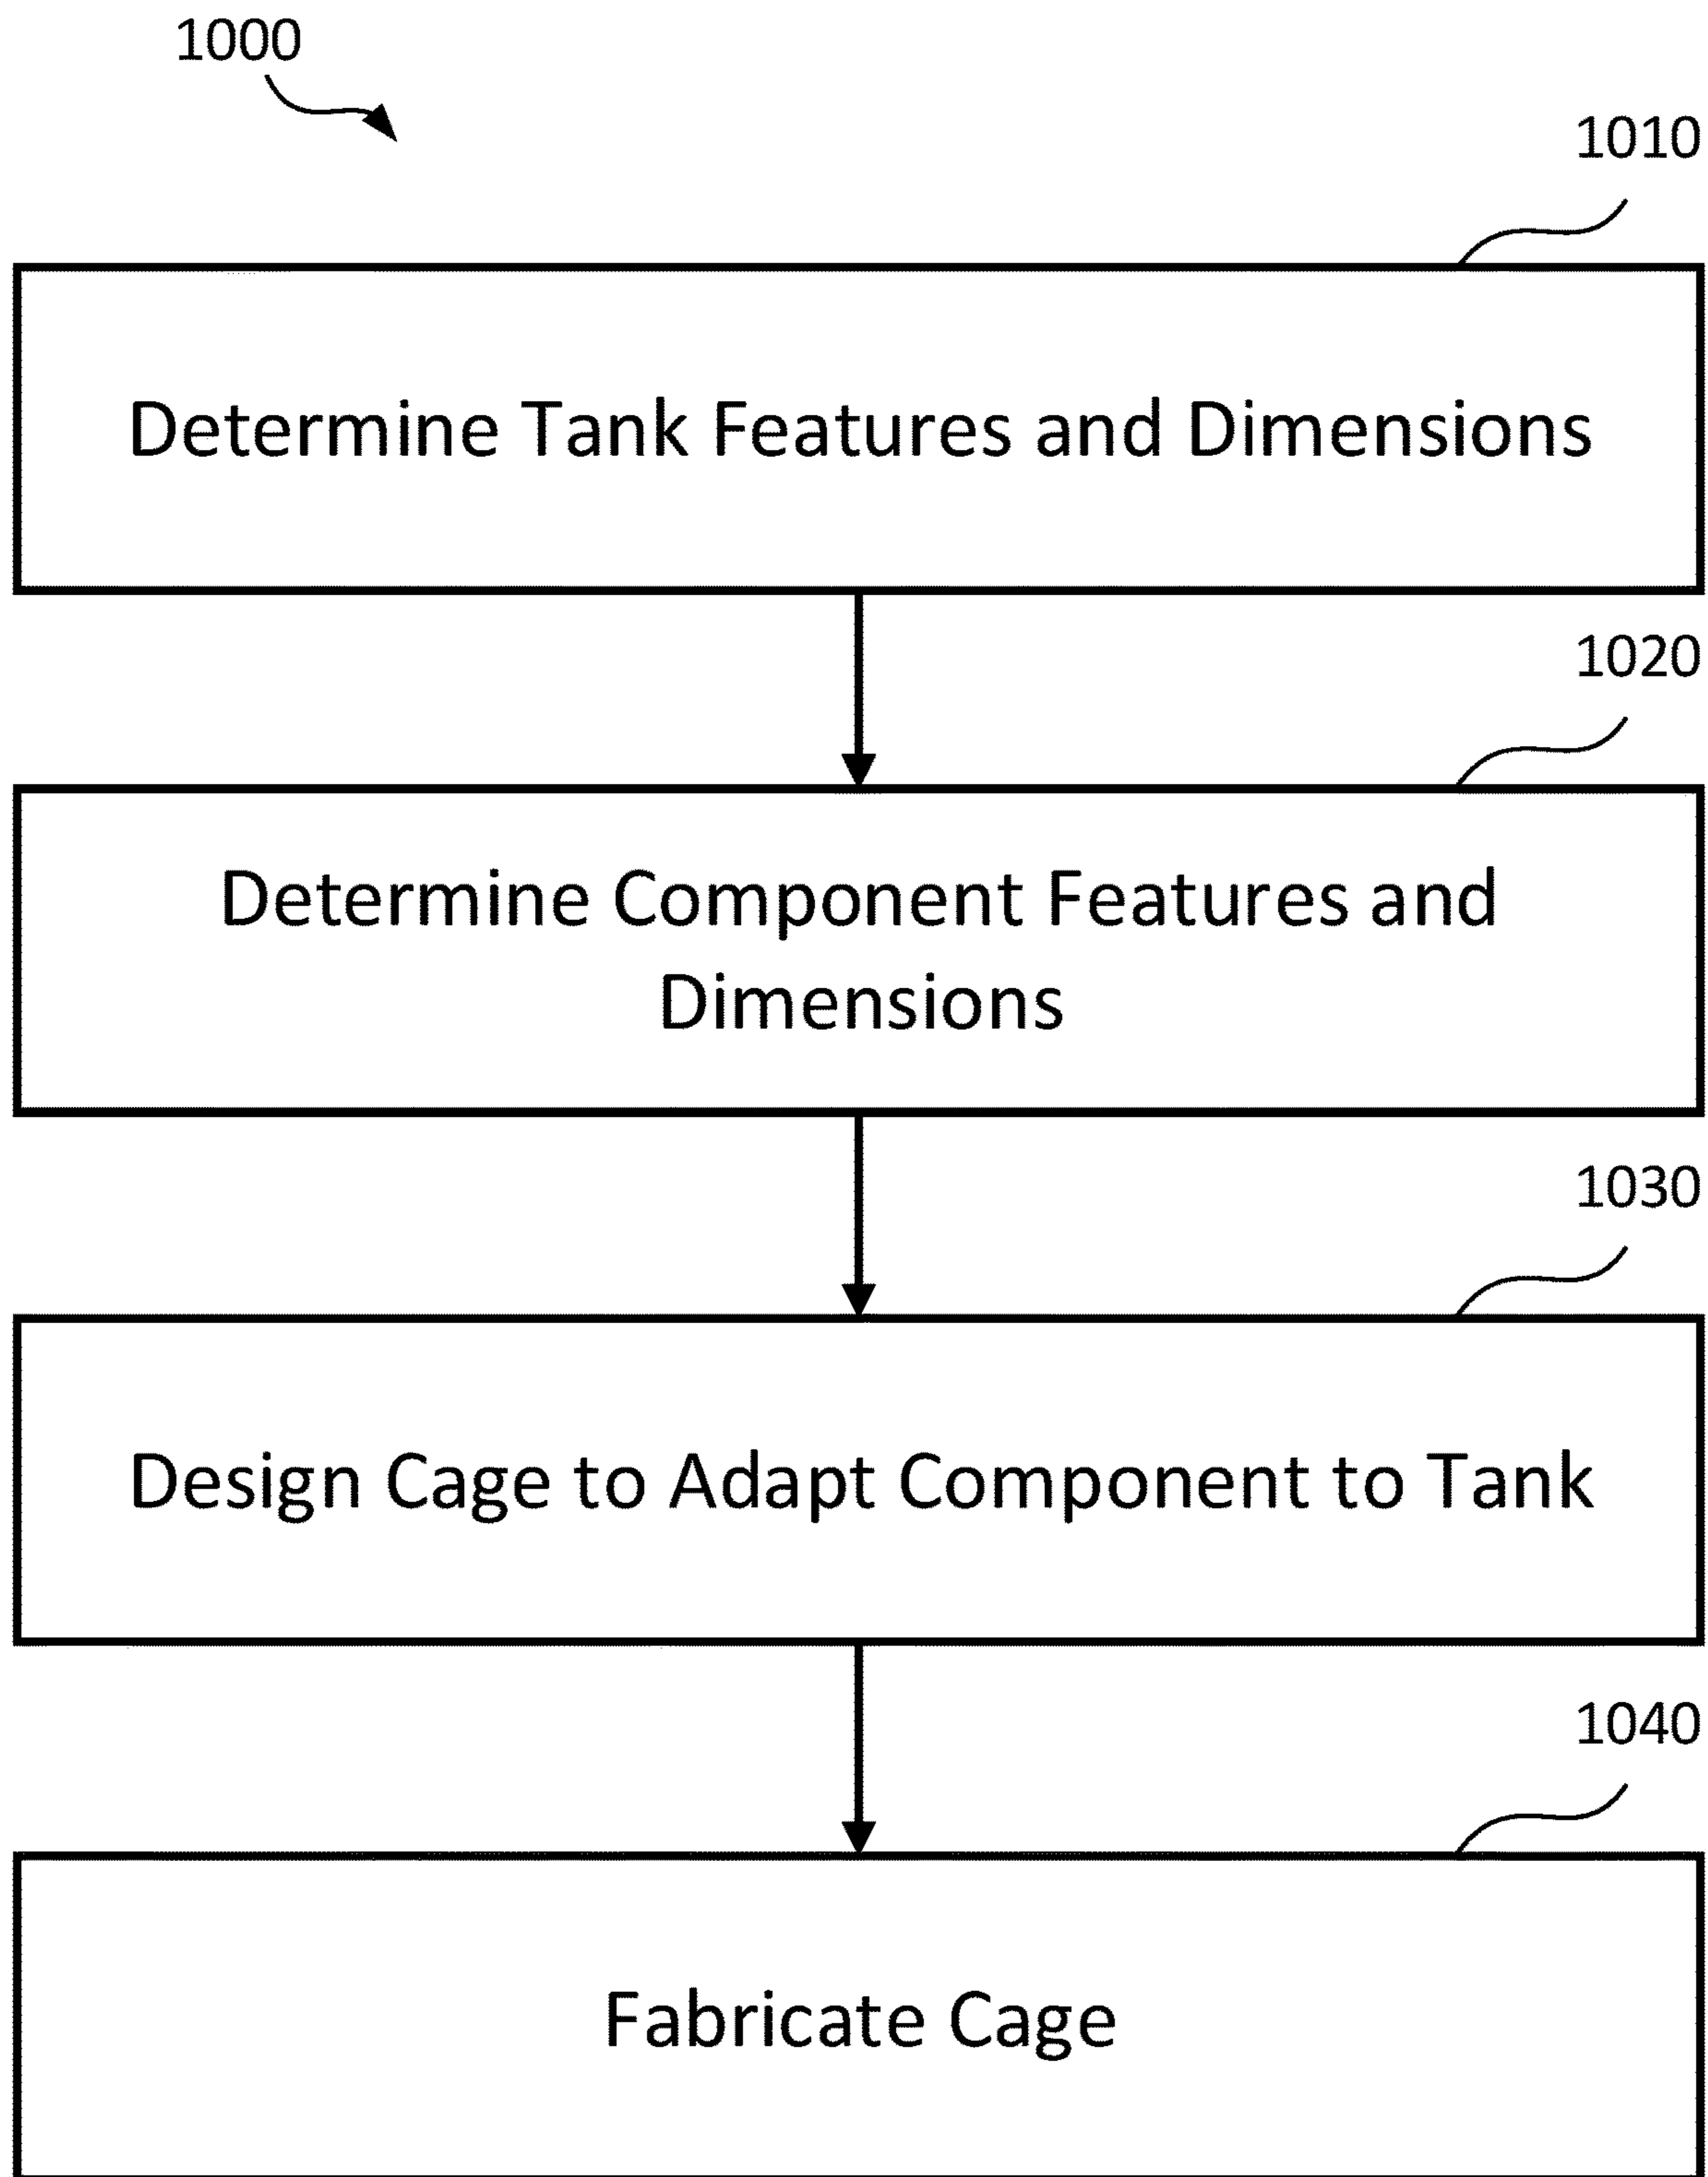 1000
1010
Determine Tank Features and Dimensions
1020
Determine Component Features and
Dimensions
1030
Design Cage to Adapt Component to Tank
1040
Fabricate Cage